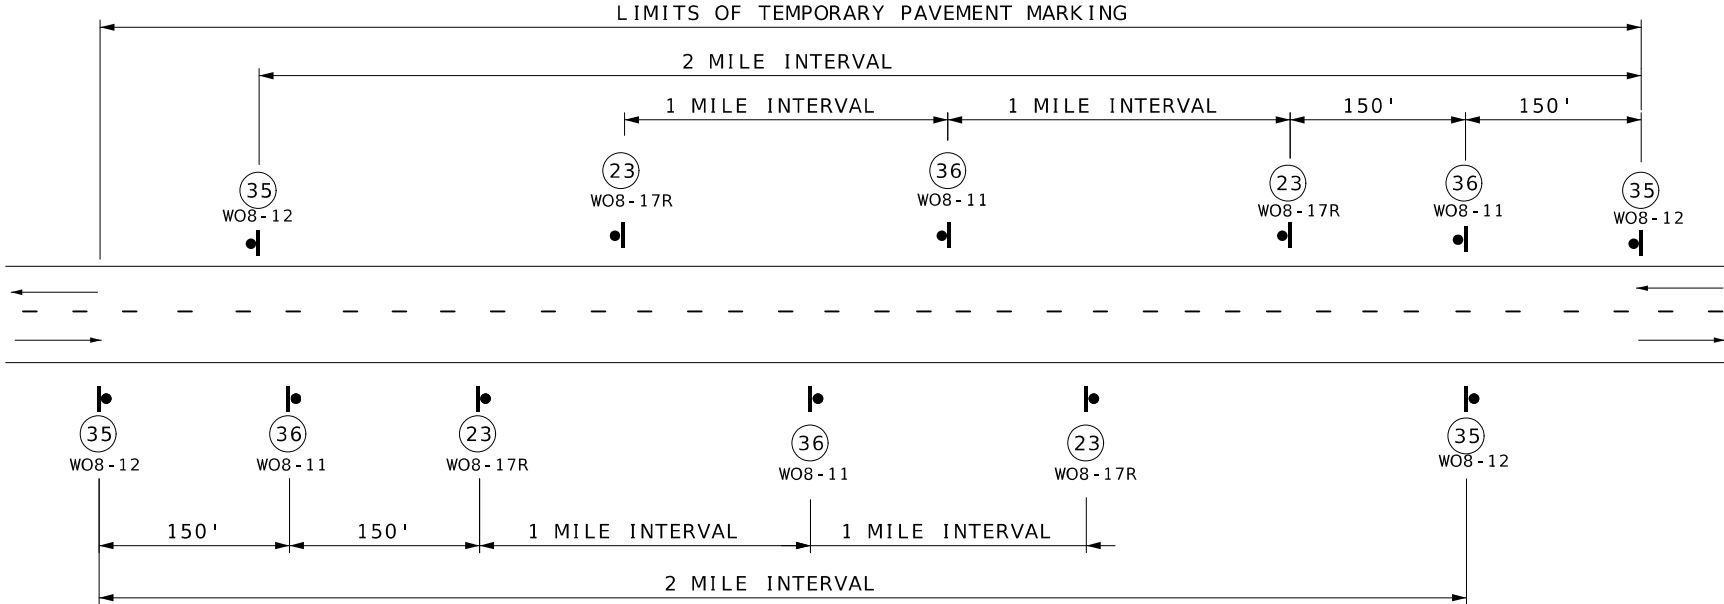 LIMITS OF TEMPORARY PAVEMENT MARKING
2 MILE INTERVAL
1 MILE INTERVAL 1 MILE INTERVAL 150' 150'
35 23 36 23 36 35
WO8-12 WO8-17R WO8-11 WO8-17R WO8-11 WO8-12
35 36 23 36 23 35
WO8-12 WO8-11 WO8-17R WO8-11 WO8-17R WO8-12
150' 150' 1 MILE INTERVAL 1 MILE INTERVAL
2 MILE INTERVAL